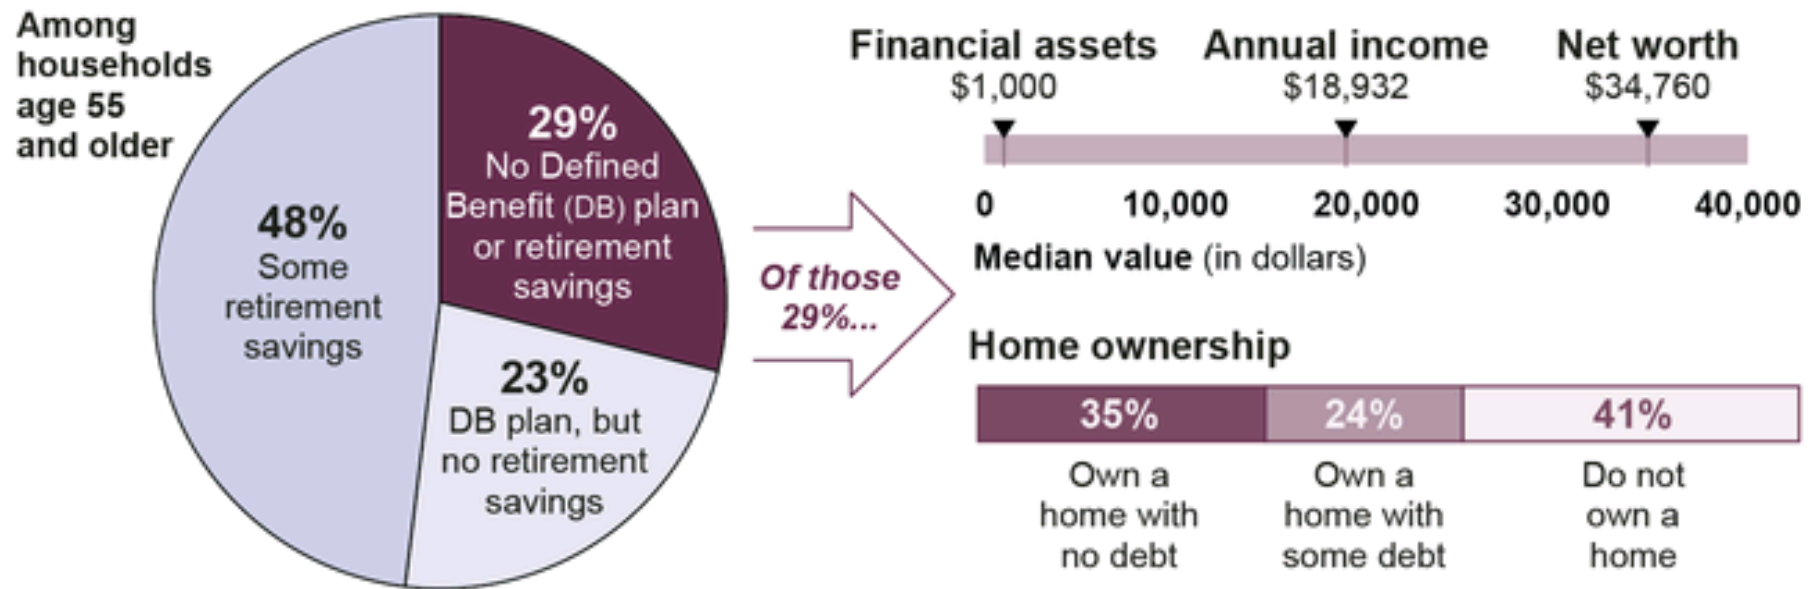 Among
households
age 55
and older
48%
Some
retirement
savings
29%
No Defined
Benefit (DB) plan
or retirement
savings
23%
DB plan, but
no retirement
savings
Of those
29%...
Financial assets
$1,000
Annual income
$18,932
Net worth
$34,760
0 10,000 20,000 30,000 40,000
Median value (in dollars)
Home ownership
35%
24%
41%
Own a
home with
no debt
Own a
home with
some debt
Do not
own a
home